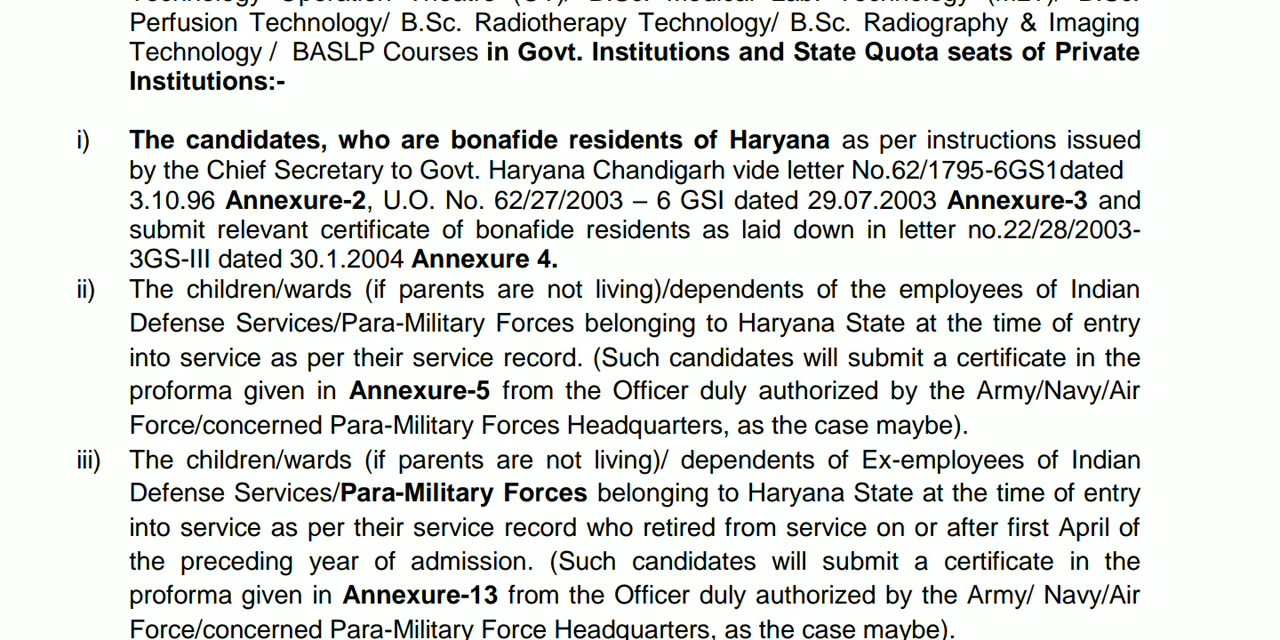 Technology Operation Theatre (OT)/ B.Sc. Medical Lab. Technology (MLT)/ B.Sc.
Perfusion Technology/ B.Sc. Radiotherapy Technology/ B.Sc. Radiography & Imaging
Technology / BASLP Courses in Govt. Institutions and State Quota seats of Private
Institutions:-
i) The candidates, who are bonafide residents of Haryana as per instructions issued
by the Chief Secretary to Govt. Haryana Chandigarh vide letter No.62/1795-6GS1dated
3.10.96 Annexure-2, U.O. No. 62/27/2003 – 6 GSI dated 29.07.2003 Annexure-3 and
submit relevant certificate of bonafide residents as laid down in letter no.22/28/2003-
3GS-III dated 30.1.2004 Annexure 4.
ii) The children/wards (if parents are not living)/dependents of the employees of Indian
Defense Services/Para-Military Forces belonging to Haryana State at the time of entry
into service as per their service record. (Such candidates will submit a certificate in the
proforma given in Annexure-5 from the Officer duly authorized by the Army/Navy/Air
Force/concerned Para-Military Forces Headquarters, as the case maybe).
iii) The children/wards (if parents are not living)/ dependents of Ex-employees of Indian
Defense Services/Para-Military Forces belonging to Haryana State at the time of entry
into service as per their service record who retired from service on or after first April of
the preceding year of admission. (Such candidates will submit a certificate in the
proforma given in Annexure-13 from the Officer duly authorized by the Army/ Navy/Air
Force/concerned Para-Military Force Headquarters, as the case maybe).